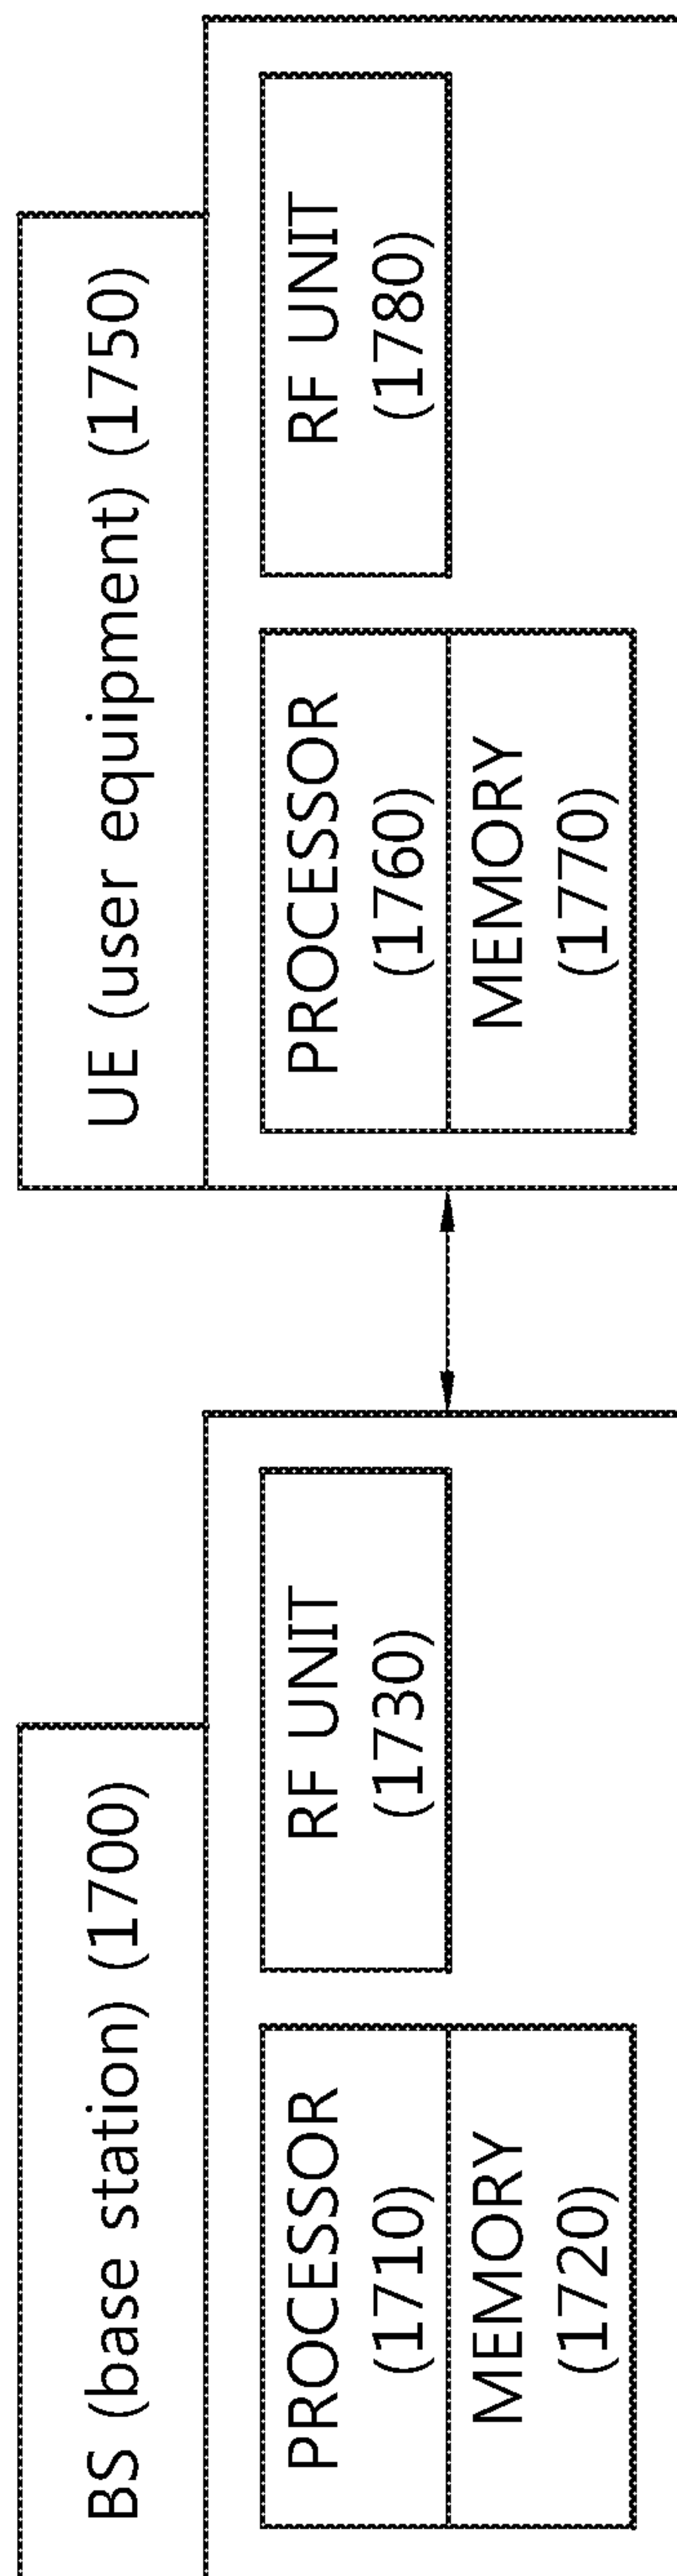 BS (base station) (1700)
PROCESSOR
(1710)
MEMORY
(1720)
RF UNIT
(1730)
UE (user equipment) (1750)
PROCESSOR
(1760)
MEMORY
(1770)
RF UNIT
(1780)